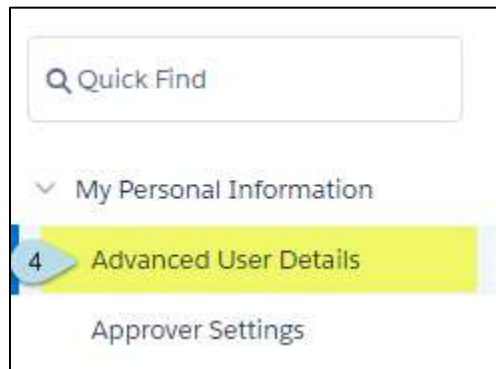 Quick Find
My Personal Information
4 Advanced User Details
Approver Settings